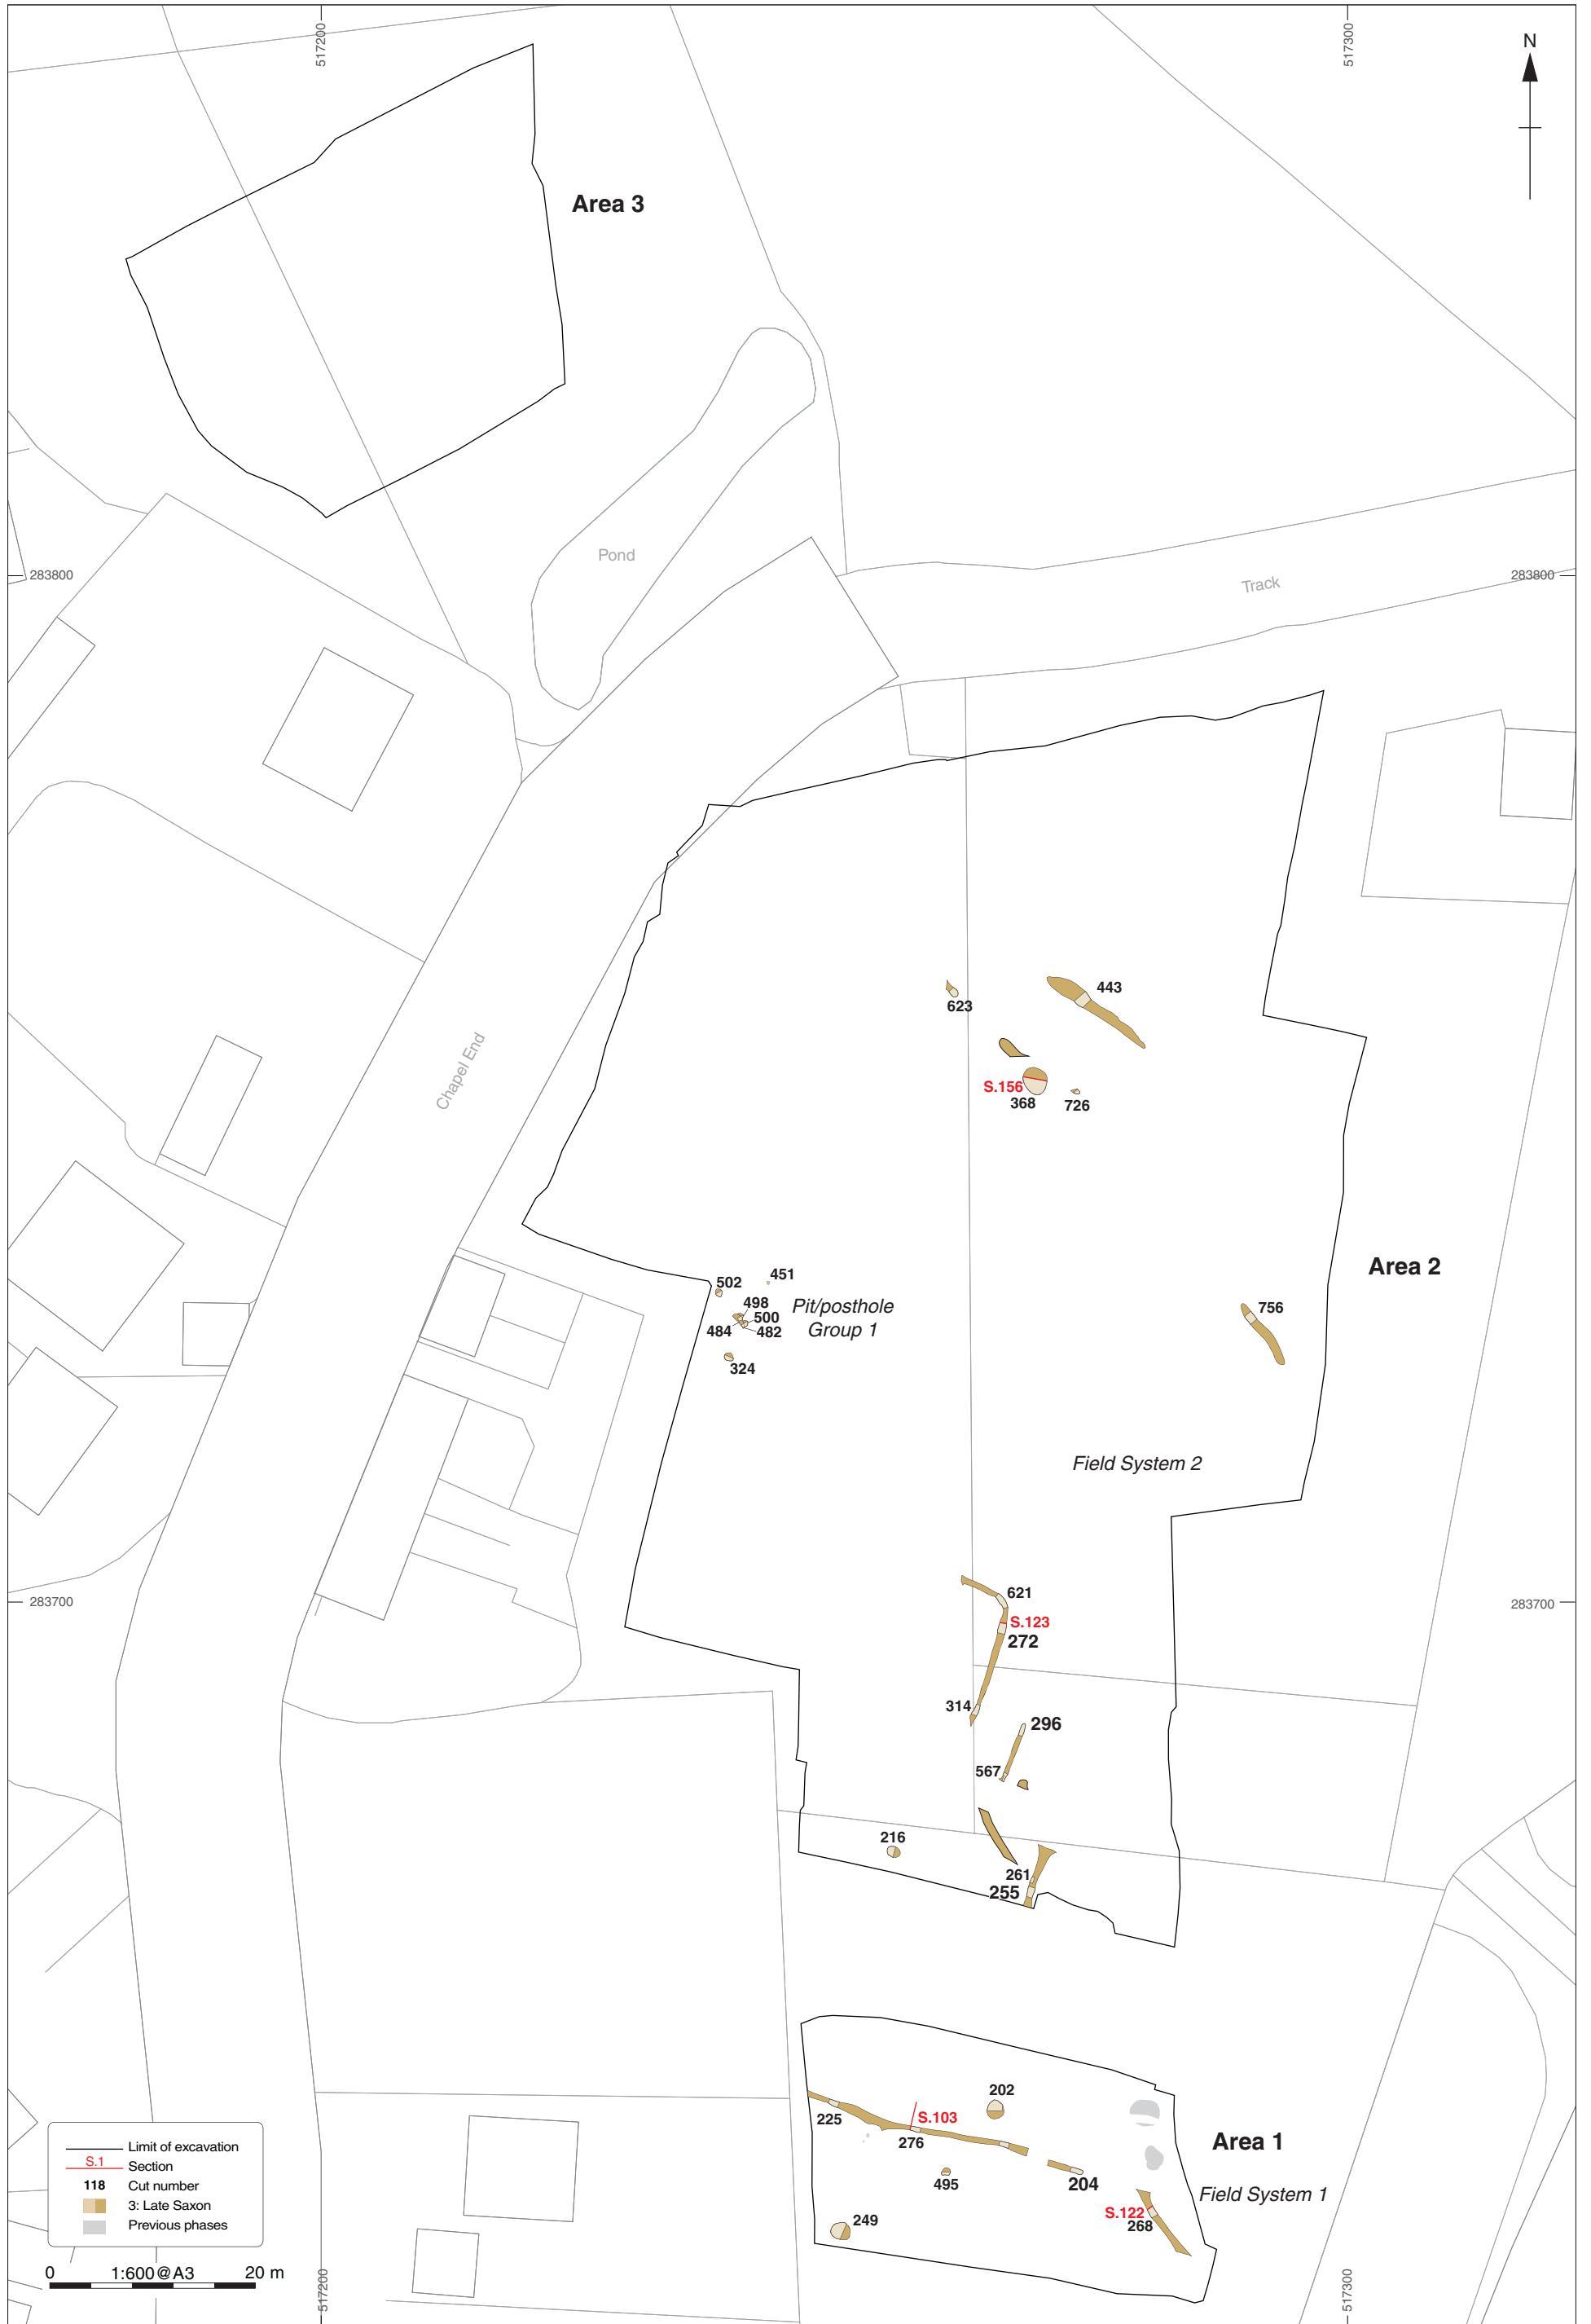 517200
517300
N
Area 3
Pond
283800
Track
283800
443
623
Chapel End
S.156
368
726
Area 2
451
502
498
Pit/posthole
Group 1
500
484
482
756
324
Field System 2
621
283700
283700
S.123
272
314
296
567
216
261
255
202
S.103
225
276
Area 1
495
204
Field System 1
S.122
268
249
Limit of excavation
S.1
Section
118
Cut number
3: Late Saxon
Previous phases
0
1:600@A3
20 m
517200
517300